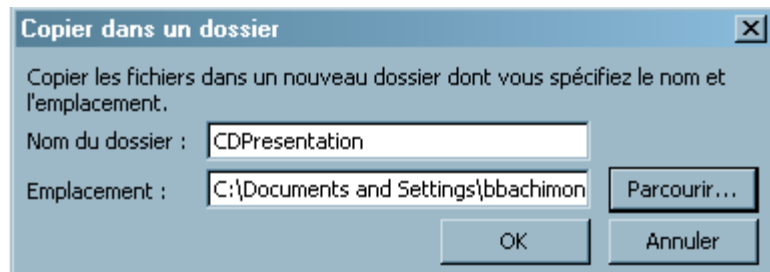 Copier dans un dossier
Copier les fichiers dans un nouveau dossier dont vous spécifiez le nom et
l'emplacement.
Nom du dossier : CDPresentation
Emplacement : C:\Documents and Settings\bbachimon Parcourir...
OK Annuler